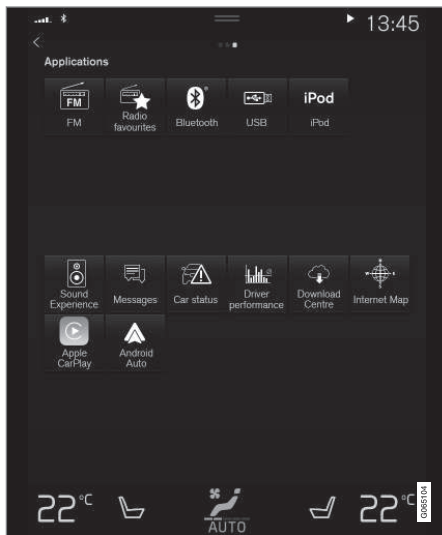 13:45
Applications
FM
FM
Radio
favourites
Bluetooth
USB
iPod
iPod
Sound
Experience
Messages
Car status
Driver
performance
Download
Centre
Internet Map
Apple
CarPlay
Android
Auto
22°C
AUTO
22°C
G065104